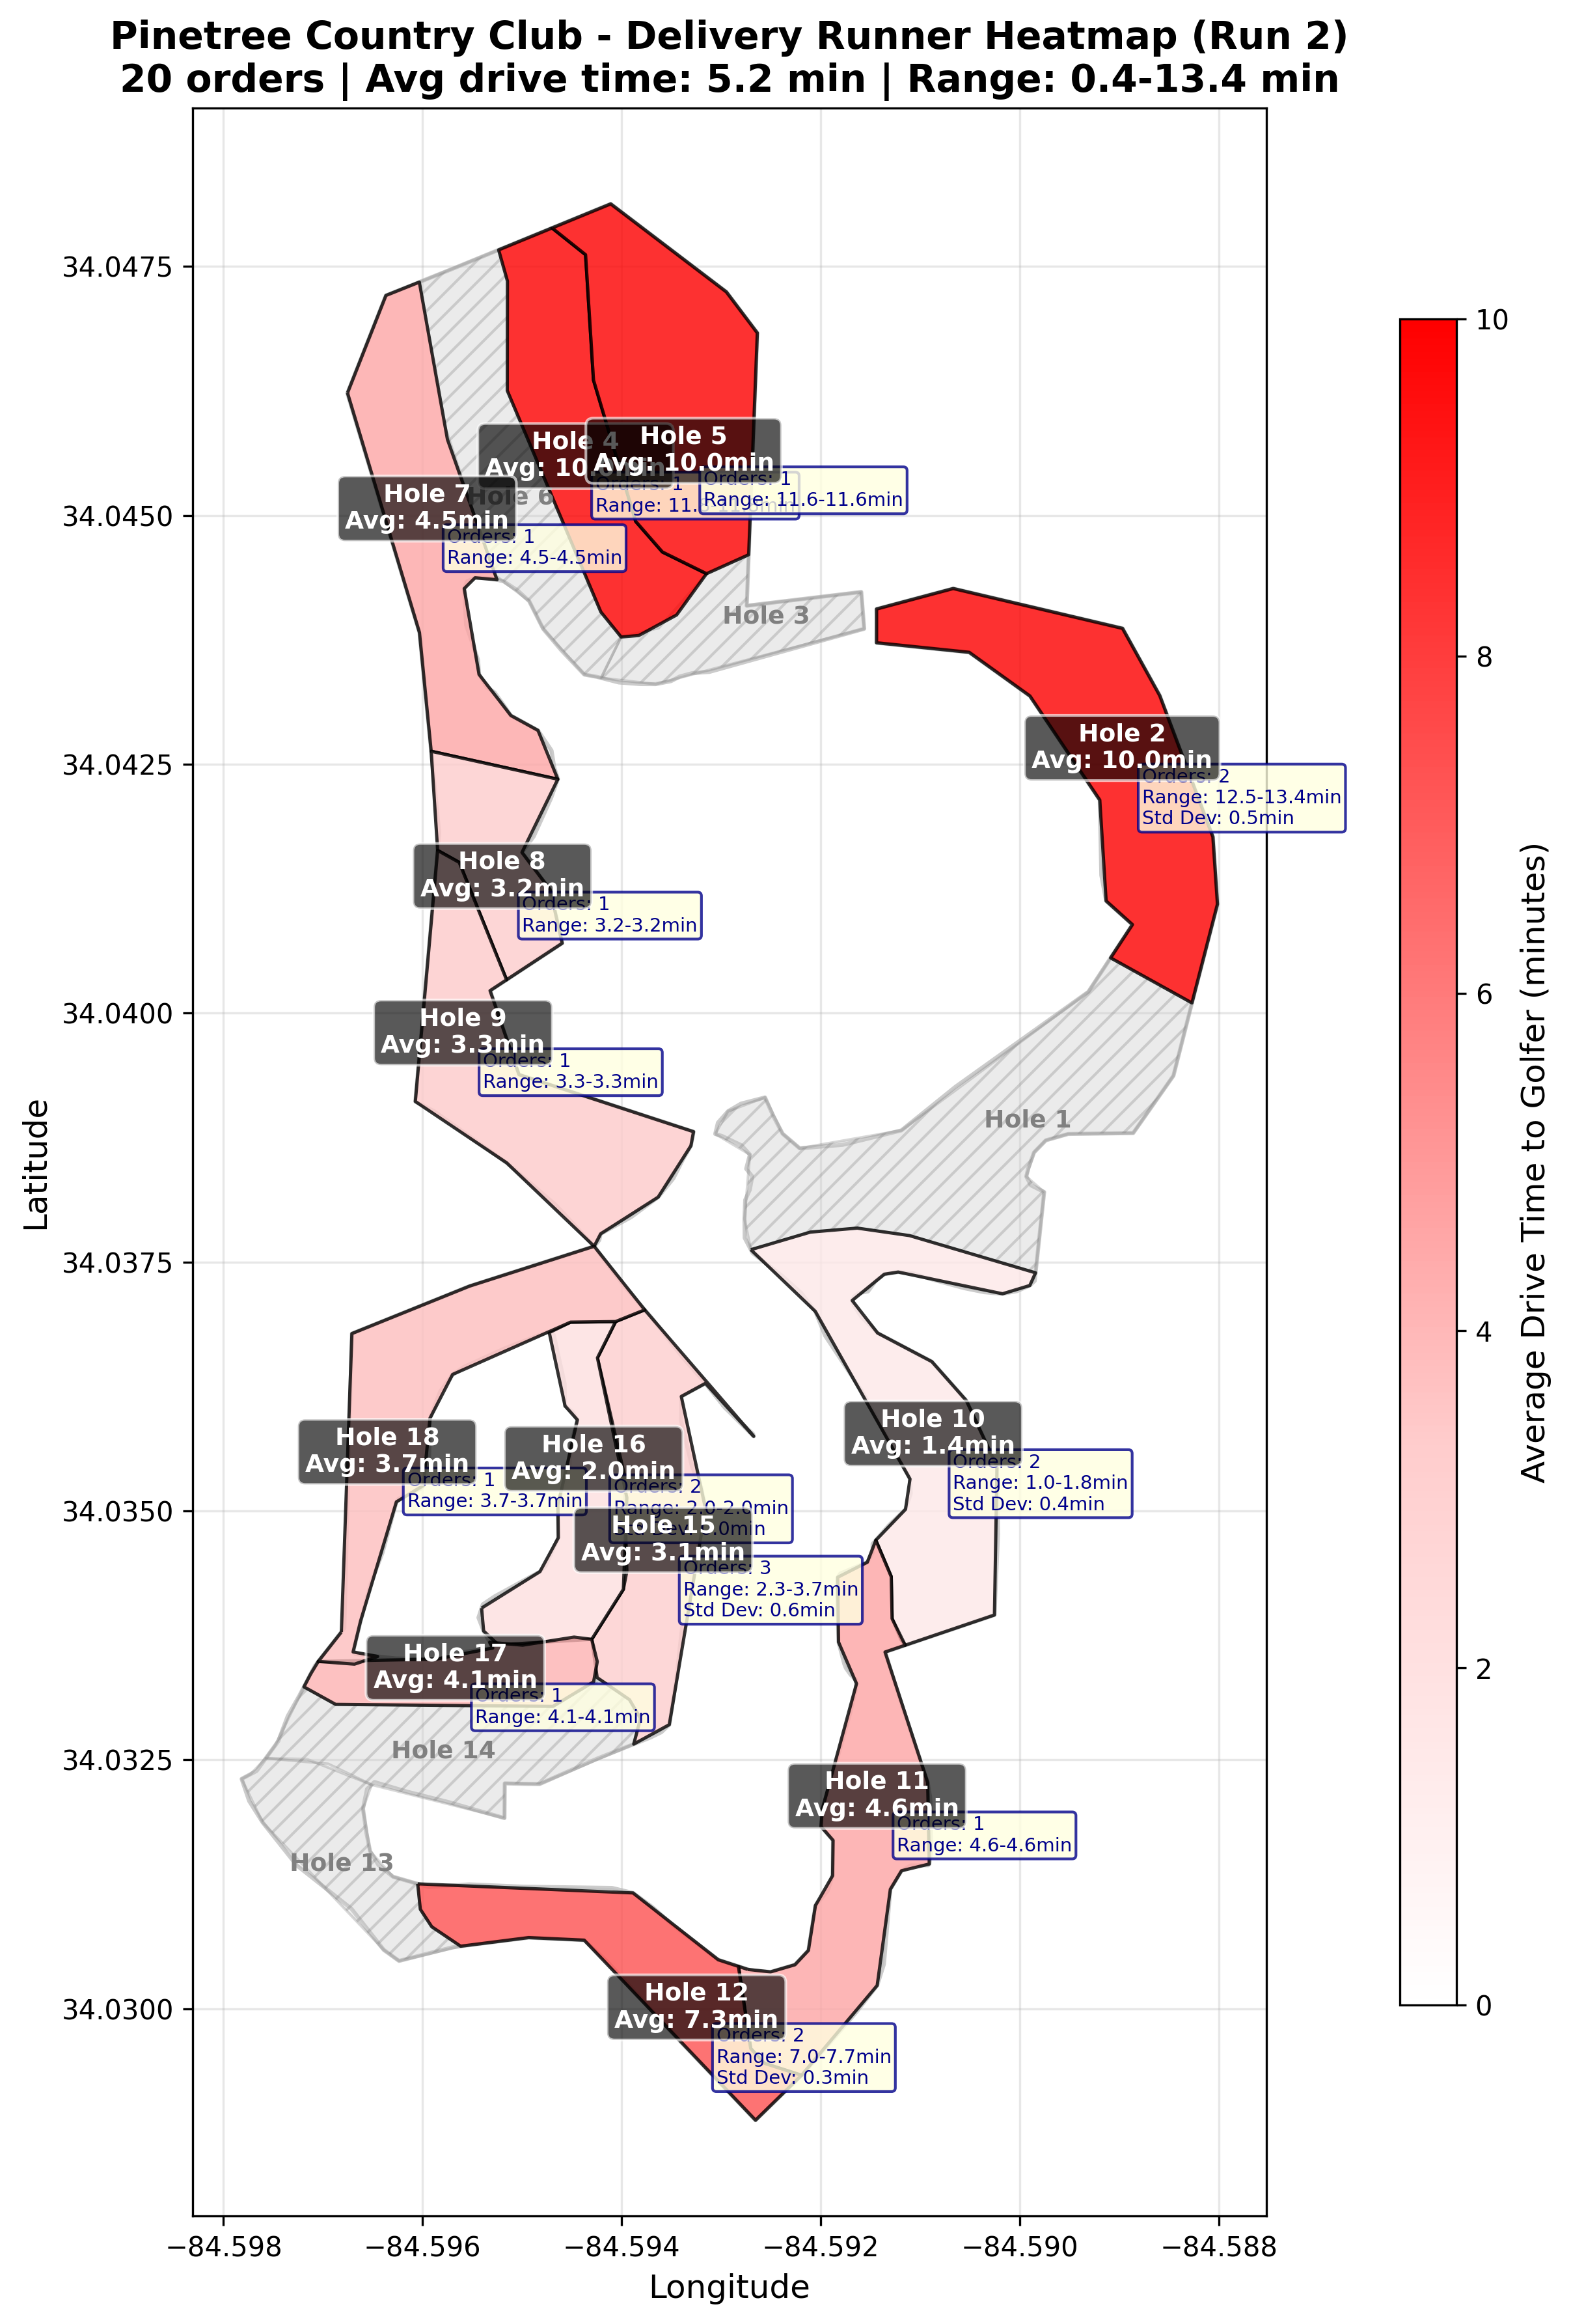 Pinetree Country Club - Delivery Runner Heatmap (Run 2)
20 orders | Avg drive time: 5.2 min | Range: 0.4-13.4 min
34.0475
34.0450
34.0425
34.0400
34.0375
34.0350
34.0325
34.0300
Latitude
−84.598
−84.596
−84.594
−84.592
−84.590
−84.588
Longitude
10
8
6
4
2
0
Average Drive Time to Golfer (minutes)
Hole 4
Avg: 10.
Orders: 1
Range: 11.
Hole 5
Avg: 10.0min
Orders: 1
Range: 11.6-11.6min
Hole 6
Hole 7
Avg: 4.5min
Orders: 1
Range: 4.5-4.5min
Hole 3
Hole 2
Avg: 10.0min
Orders: 2
Range: 12.5-13.4min
Std Dev: 0.5min
Hole 8
Avg: 3.2min
Orders: 1
Range: 3.2-3.2min
Hole 9
Avg: 3.3min
Orders: 1
Range: 3.3-3.3min
Hole 1
Hole 10
Avg: 1.4min
Orders: 2
Range: 1.0-1.8min
Std Dev: 0.4min
Hole 18
Avg: 3.7min
Orders: 1
Range: 3.7-3.7min
Hole 16
Avg: 2.0min
Orders: 2
Range: 2.0-2.0min
Std Dev: 0.0min
Hole 15
Avg: 3.1min
Orders: 3
Range: 2.3-3.7min
Std Dev: 0.6min
Hole 17
Avg: 4.1min
Orders: 1
Range: 4.1-4.1min
Hole 14
Hole 11
Avg: 4.6min
Orders: 1
Range: 4.6-4.6min
Hole 13
Hole 12
Avg: 7.3min
Orders: 2
Range: 7.0-7.7min
Std Dev: 0.3min